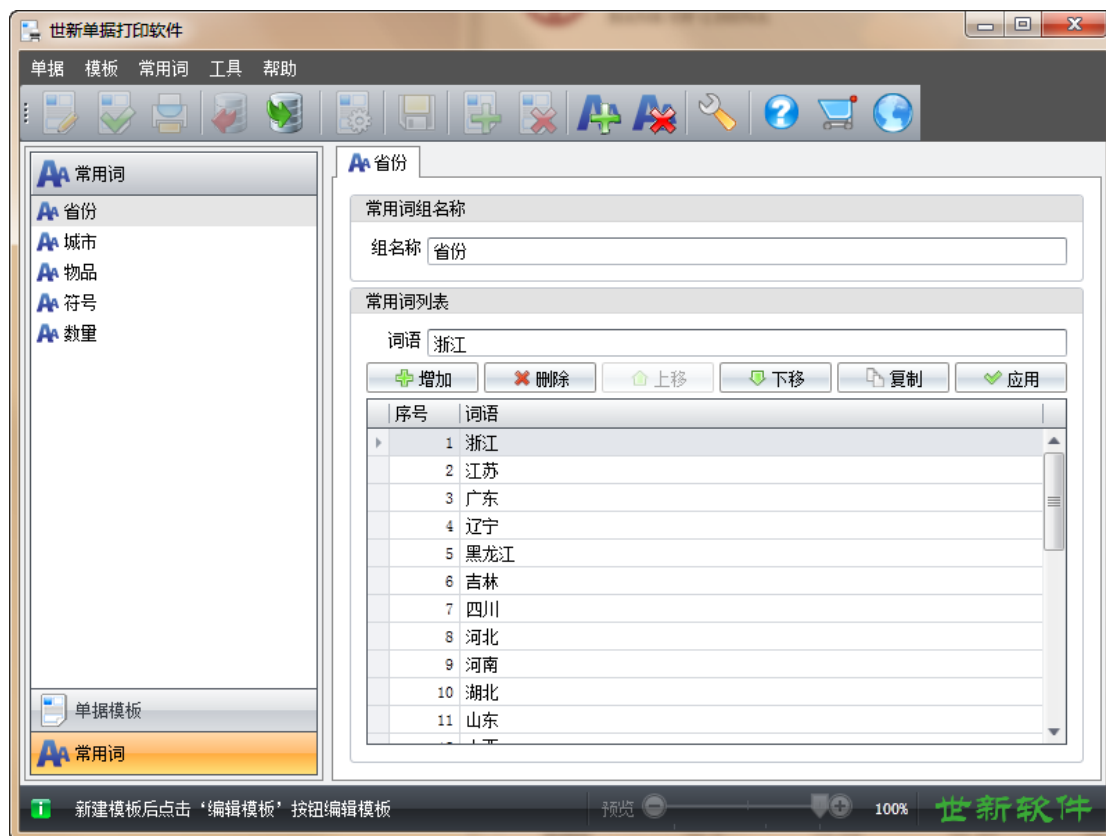 世新单据打印软件
单据 模板 常用词 工具 帮助
常用词
省份
城市
物品
符号
数量
单据模板
常用词
省份
常用词组名称
组名称 省份
常用词列表
词语 浙江
增加 删除 上移 下移 复制 应用
序号 词语
1 浙江
2 江苏
3 广东
4 辽宁
5 黑龙江
6 吉林
7 四川
8 河北
9 河南
10 湖北
11 山东
新建模板后点击‘编辑模板’按钮编辑模板
预览 100% 世新软件